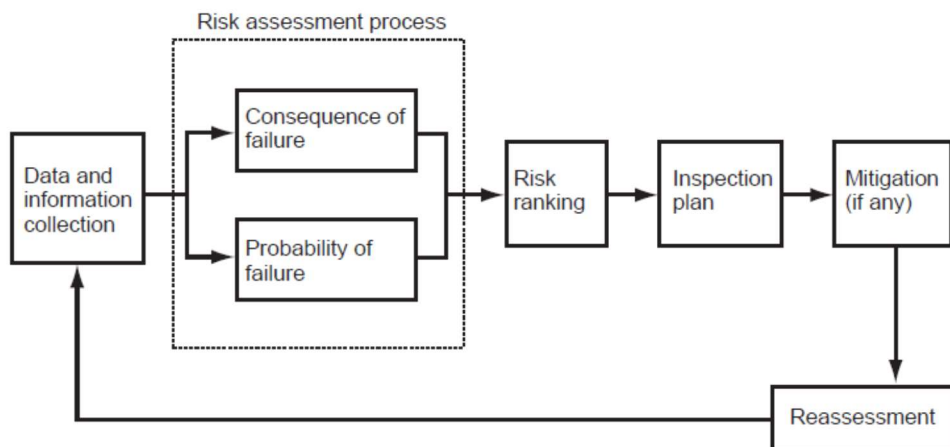 Risk assessment process
Consequence of
failure
Data and
information
collection
Probability of
failure
Risk
ranking
Inspection
plan
Mitigation
(if any)
Reassessment